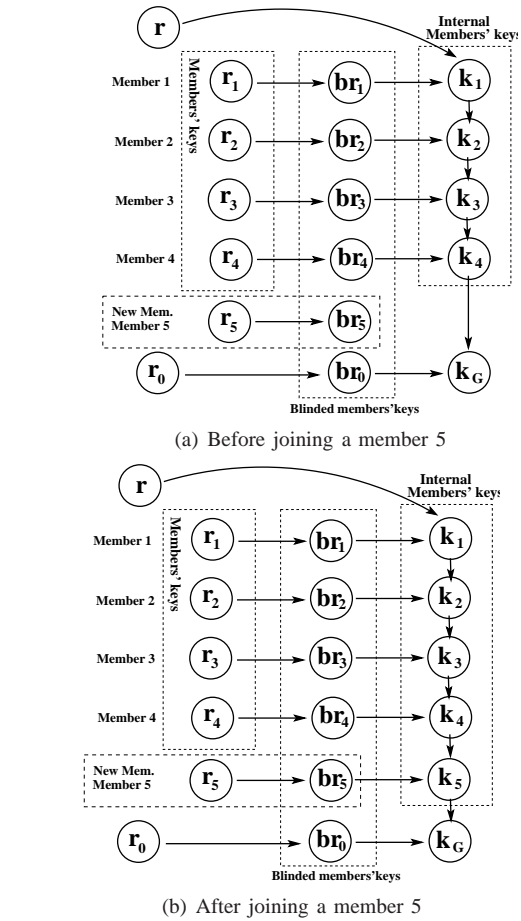 Internal
Members' keys
r
Members' keys
Member 1
r1
br1
k1
Member 2
r2
br2
k2
Member 3
r3
br3
k3
Member 4
r4
br4
k4
New Mem.
Member 5
r5
br5
r0
br0
kG
Blinded members'keys
(a) Before joining a member 5
Internal
Members' keys
r
Members' keys
Member 1
r1
br1
k1
Member 2
r2
br2
k2
Member 3
r3
br3
k3
Member 4
r4
br4
k4
New Mem.
Member 5
r5
br5
k5
r0
br0
kG
Blinded members'keys
(b) After joining a member 5